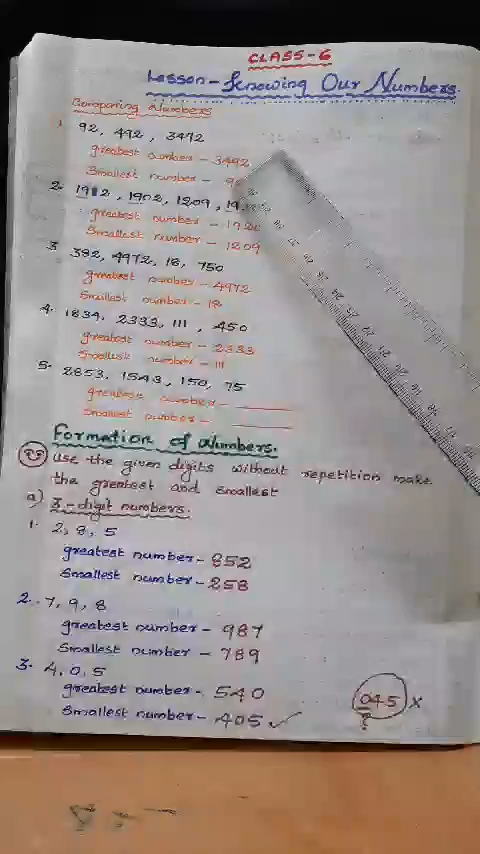 CLASS-6
Lesson - Knowing Our Numbers.
Comparing Numbers
1. 92, 492, 3492
greatest number - 3492
Smallest number - 9
2. 1982, 1902, 1209, 19
greatest number - 1920
Smallest number - 1209
3. 382, 4972, 18, 750
greatest number - 4972
Smallest number - 18
4. 1834, 2333, 111, 450
greatest number - 2333
Smallest number - 111
5. 2853, 1543, 150, 75
greatest number -
Smallest number -
Formation of Numbers.
Use the given digits without repetition make
the greatest and smallest
a) 3-digit numbers.
1. 2, 8, 5
greatest number - 852
Smallest number - 258
2. 7, 9, 8
greatest number - 987
Smallest number - 789
3. 4, 0, 5
greatest number - 540
Smallest number - 405 ✓
045 ×